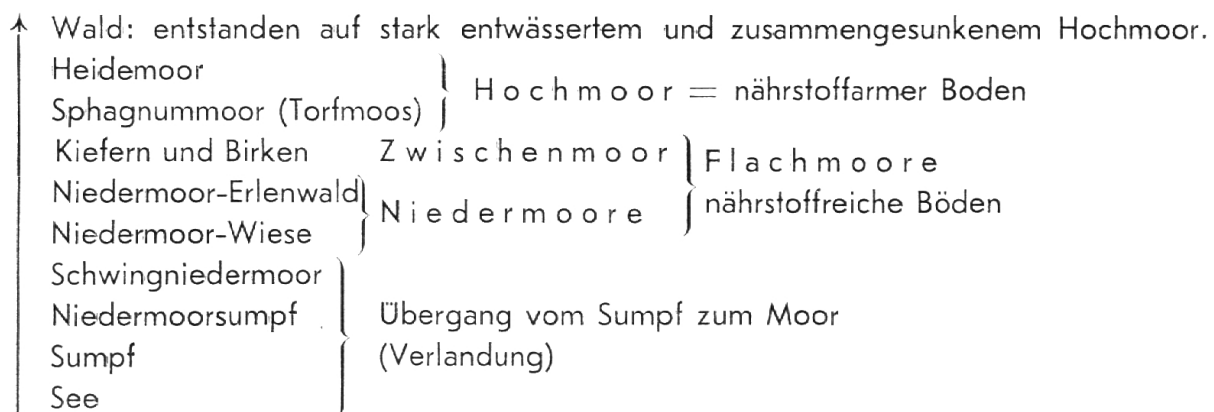 Wald: entstanden auf stark entwässertem und zusammengesunkenem Hochmoor.
Heidemoor
Sphagnummoor (Torfmoos)
Hochmoor = nährstoffarmer Boden
Kiefern und Birken Zwischenmoor
Niedermoor-Erlenwald
Niedermoor-Wiese
Niedermoore
Flachmoore
nährstoffreiche Böden
Schwingniedermoor
Niedermoorsumpf
Sumpf
See
Übergang vom Sumpf zum Moor
(Verlandung)